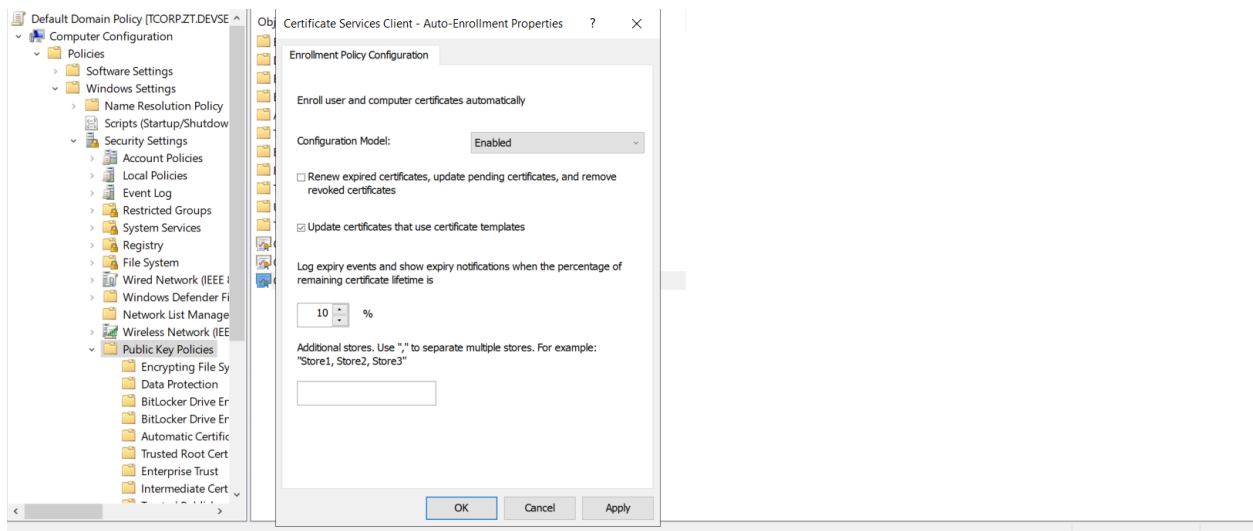 Default Domain Policy [TCORP.ZT.DEVSE
Computer Configuration
Policies
Software Settings
Windows Settings
Name Resolution Policy
Scripts (Startup/Shutdow
Security Settings
Account Policies
Local Policies
Event Log
Restricted Groups
System Services
Registry
File System
Wired Network (IEEE
Windows Defender Fi
Network List Manage
Wireless Network (IEE
Public Key Policies
Encrypting File Sy
Data Protection
BitLocker Drive Er
BitLocker Drive Er
Automatic Certific
Trusted Root Cert
Enterprise Trust
Intermediate Cert
Obj
Certificate Services Client - Auto-Enrollment Properties
Enrollment Policy Configuration
Enroll user and computer certificates automatically
Configuration Model: Enabled
Renew expired certificates, update pending certificates, and remove
revoked certificates
Update certificates that use certificate templates
Log expiry events and show expiry notifications when the percentage of
remaining certificate lifetime is
10 %
Additional stores. Use "," to separate multiple stores. For example:
"Store1, Store2, Store3"
OK Cancel Apply